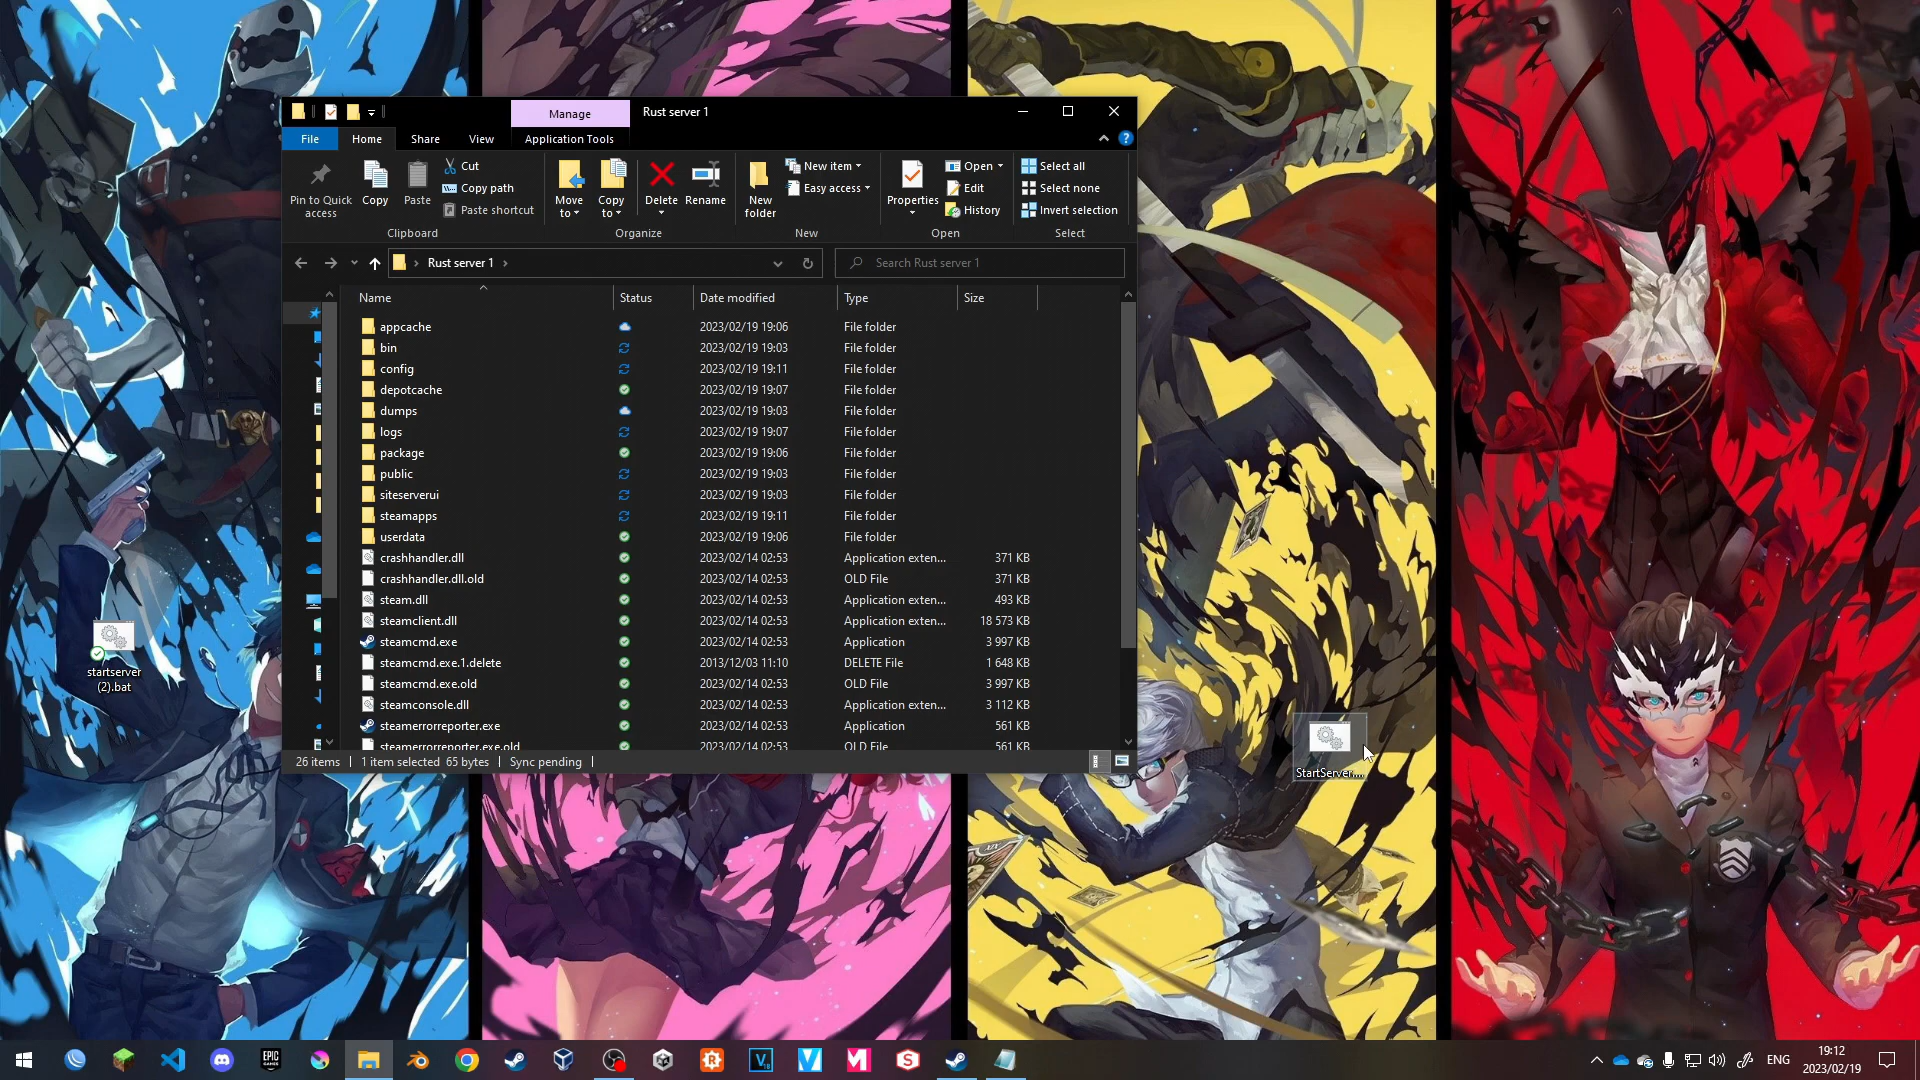 Manage
Rust server 1
File
Home
Share
View
Application Tools
Pin to Quick
access
Copy
Paste
Cut
Copy path
Paste shortcut
Clipboard
Move
to
Copy
to
Delete
Rename
Organize
New
folder
New item
Easy access
New
Properties
Open
Edit
History
Open
Select all
Select none
Invert selection
Select
Rust server 1
Search Rust server 1
Name Status Date modified Type Size
appcache 2023/02/19 19:06 File folder
bin 2023/02/19 19:03 File folder
config 2023/02/19 19:11 File folder
depotcache 2023/02/19 19:07 File folder
dumps 2023/02/19 19:03 File folder
logs 2023/02/19 19:07 File folder
package 2023/02/19 19:06 File folder
public 2023/02/19 19:03 File folder
siteserverui 2023/02/19 19:03 File folder
steamapps 2023/02/19 19:11 File folder
userdata 2023/02/19 19:06 File folder
crashhandler.dll 2023/02/14 02:53 Application exten... 371 KB
crashhandler.dll.old 2023/02/14 02:53 OLD File 371 KB
steam.dll 2023/02/14 02:53 Application exten... 493 KB
steamclient.dll 2023/02/14 02:53 Application exten... 18 573 KB
steamcmd.exe 2023/02/14 02:53 Application 3 997 KB
steamcmd.exe.1.delete 2013/12/03 11:10 DELETE File 1 648 KB
steamcmd.exe.old 2023/02/14 02:53 OLD File 3 997 KB
steamconsole.dll 2023/02/14 02:53 Application exten... 3 112 KB
steamerrorreporter.exe 2023/02/14 02:53 Application 561 KB
steamerrorreporter.exe.old 2023/02/14 02:53 OLD File 561 KB
26 items 1 item selected 65 bytes Sync pending
startserver
(2).bat
StartServer....
EPIC
GAMES
ENG
19:12
2023/02/19